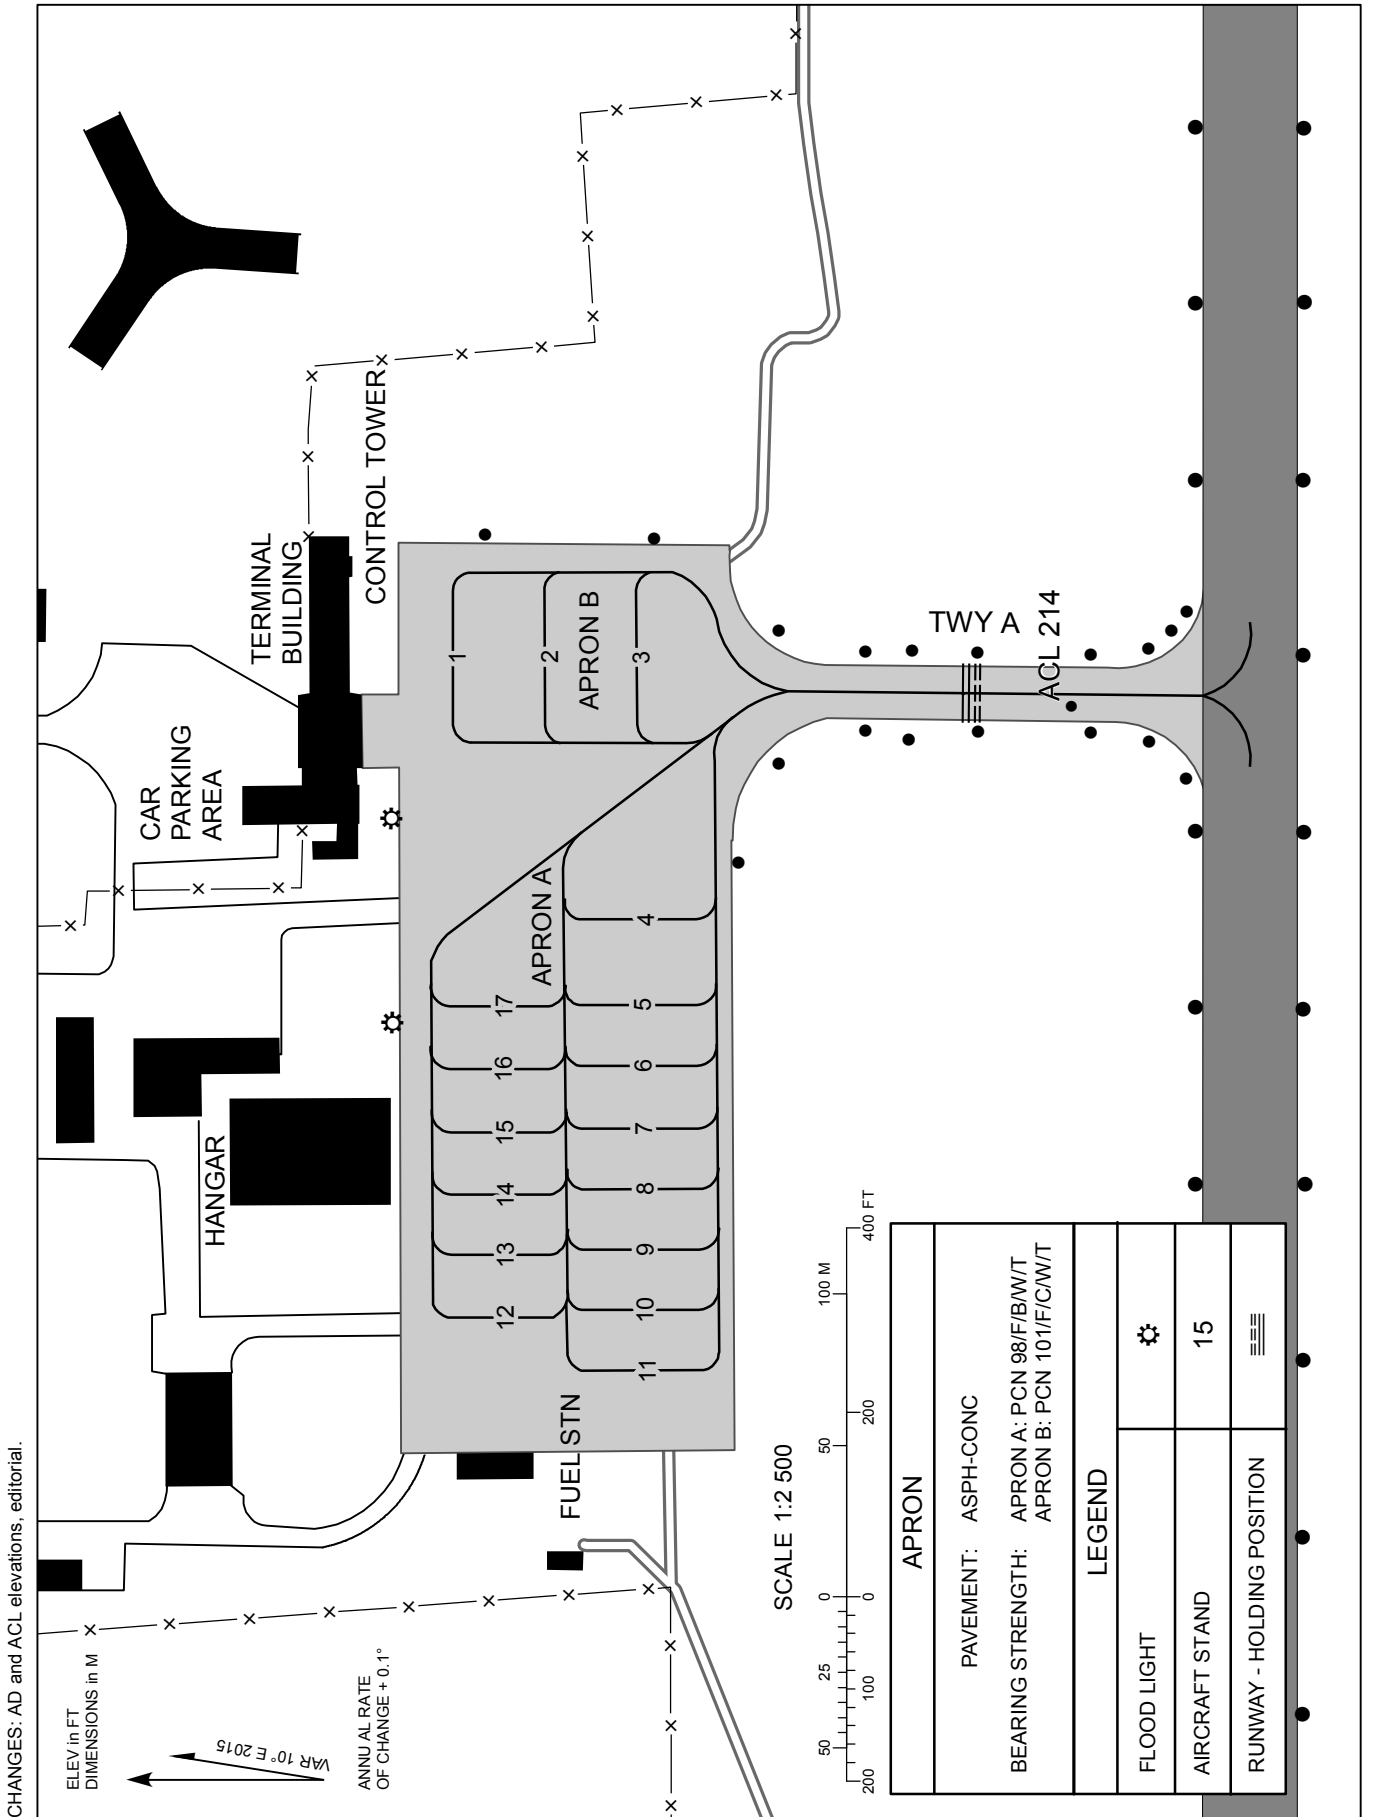 CHANGES: AD and ACL elevations, editorial.
ELEV in FT
DIMENSIONS in M
VAR 10° E 2015
ANNU AL RATE
OF CHANGE + 0.1°
HANGAR
CAR
PARKING
AREA
TERMINAL
BUILDING
CONTROL TOWER
APRON B
1
2
3
APRON A
4
5
6
7
8
9
10
11
12
13
14
15
16
17
FUEL STN
TWY A
ACL 214
SCALE 1:2 500
50 25 0 50 100 M
200 100 0 200 400 FT
APRON
PAVEMENT: ASPH-CONC
BEARING STRENGTH: APRON A: PCN 98/F/B/W/T
APRON B: PCN 101/F/C/W/T
LEGEND
FLOOD LIGHT
AIRCRAFT STAND 15
RUNWAY - HOLDING POSITION